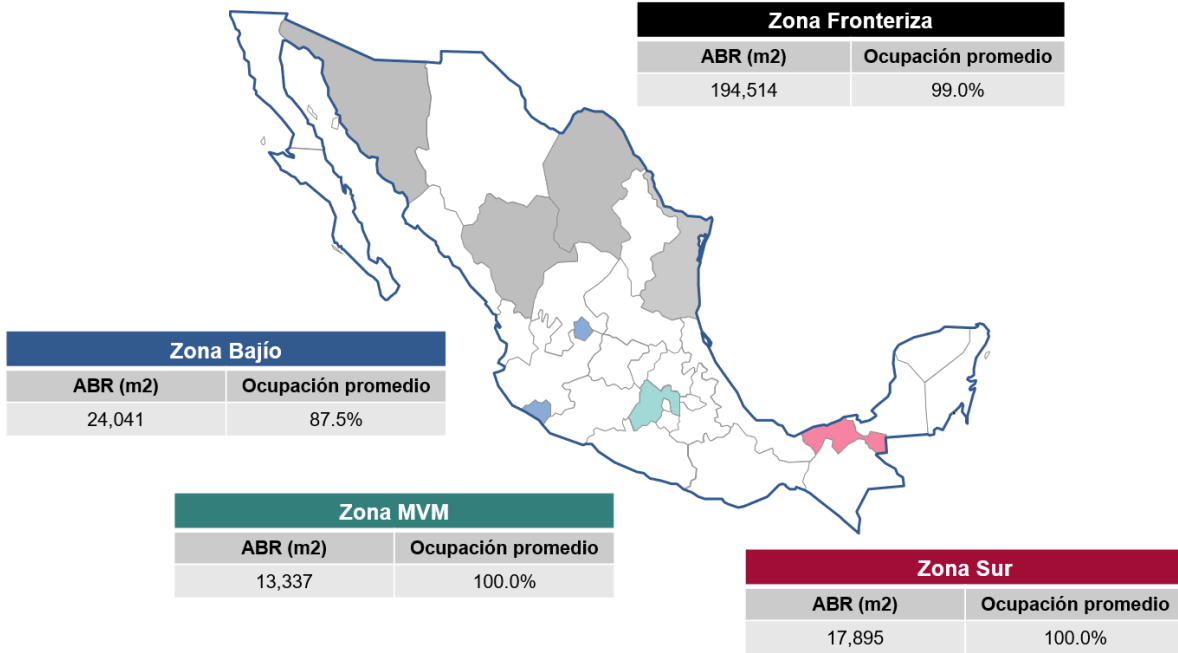 Zona Fronteriza
ABR (m2) Ocupación promedio
194,514 99.0%
Zona Bajío
ABR (m2) Ocupación promedio
24,041 87.5%
Zona MVM
ABR (m2) Ocupación promedio
13,337 100.0%
Zona Sur
ABR (m2) Ocupación promedio
17,895 100.0%